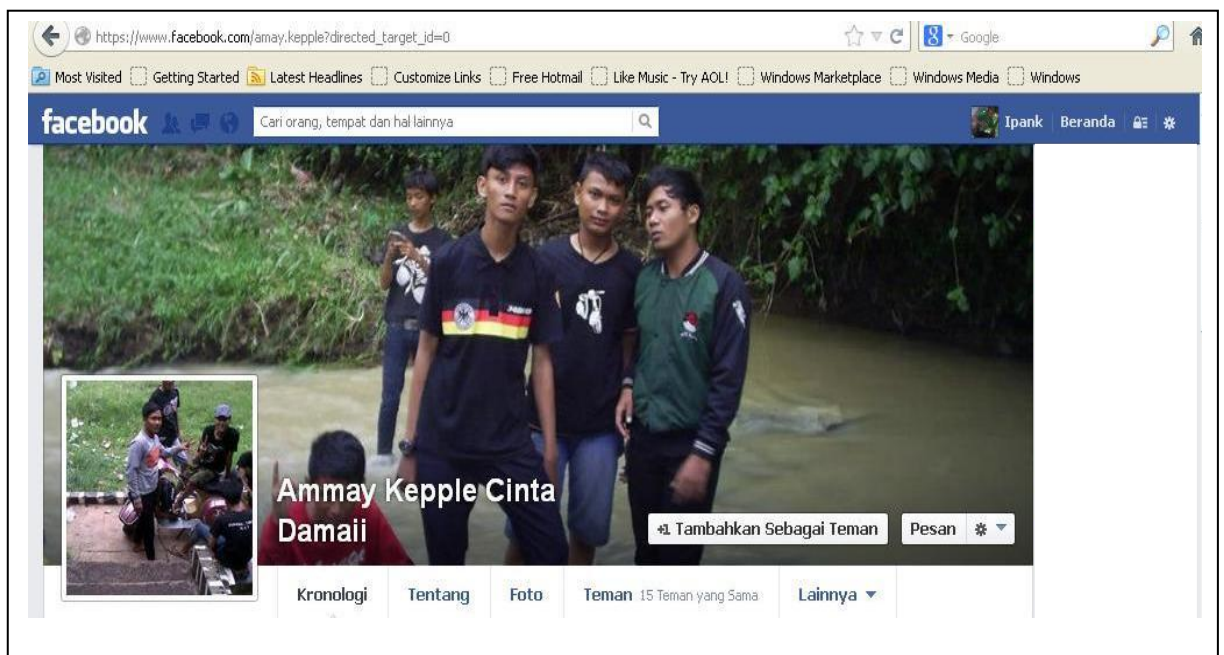 https://www.facebook.com/amay.kepple?directed_target_id=0
Google
Most Visited Getting Started Latest Headlines Customize Links Free Hotmail Like Music - Try AOL! Windows Marketplace Windows Media Windows
facebook Cari orang, tempat dan hal lainnya Ipank Beranda
Ammay Kepple Cinta
Damaii
+1 Tambahkan Sebagai Teman Pesan
Kronologi Tentang Foto Teman 15 Teman yang Sama Lainnya